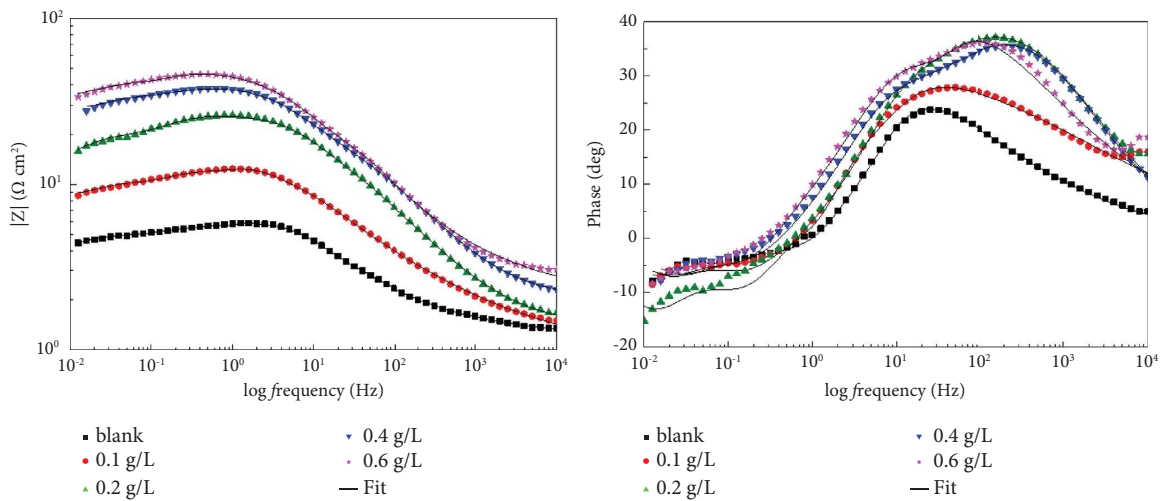 10²
10¹
10⁰
|Z| (Ω cm²)
10⁻² 10⁻¹ 10⁰ 10¹ 10² 10³ 10⁴
log frequency (Hz)
blank
0.1 g/L
0.2 g/L
0.4 g/L
0.6 g/L
Fit
40
30
20
10
0
-10
-20
Phase (deg)
10⁻² 10⁻¹ 10⁰ 10¹ 10² 10³ 10⁴
log frequency (Hz)
blank
0.1 g/L
0.2 g/L
0.4 g/L
0.6 g/L
Fit